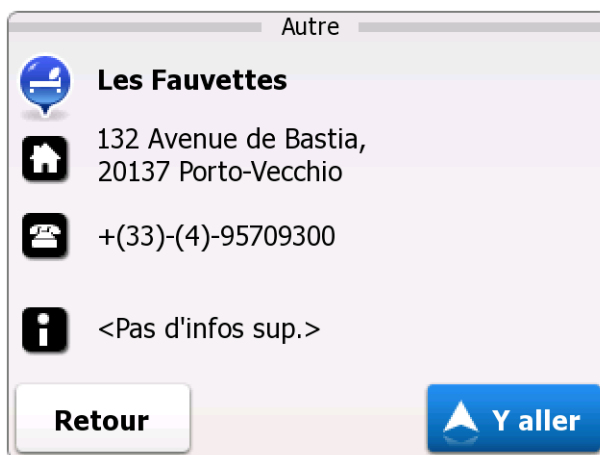 Autre
Les Fauvettes
132 Avenue de Bastia,
20137 Porto-Vecchio
+(33)-(4)-95709300
<Pas d'infos sup.>
Retour
Y aller